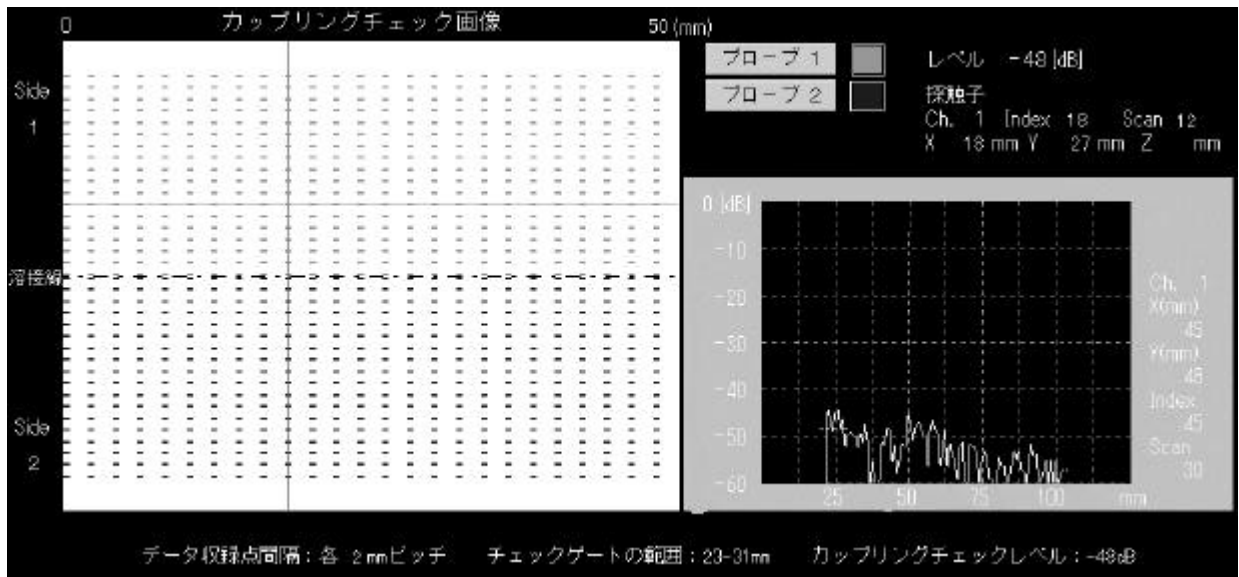 0 カップリングチェック画像 50 (mm)
Side
1
溶接線
Side
2
プローブ 1
プローブ 2
レベル -48 [dB]
探触子
Ch. 1 Index 18 Scan 12
X 18 mm Y 27 mm Z mm
0 [dB]
-10
-20
-30
-40
-50
-60
25 50 75 100 mm
Ch. 1
X(mm)
45
Y(mm)
48
Index
45
Scan
30
データ収録点間隔：各 2mmピッチ チェックゲートの範囲：23-31mm カップリングチェックレベル：-48dB